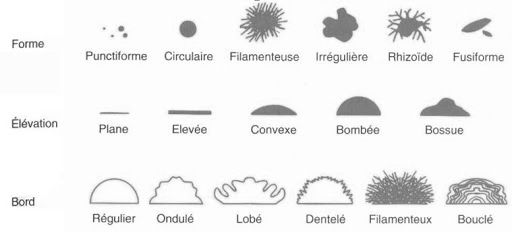 Forme
Punctiforme Circulaire Filamenteuse Irrégulière Rhizoïde Fusiforme
Élévation
Plane Elevée Convexe Bombée Bossue
Bord
Régulier Ondulé Lobé Dentelé Filamenteux Bouclé